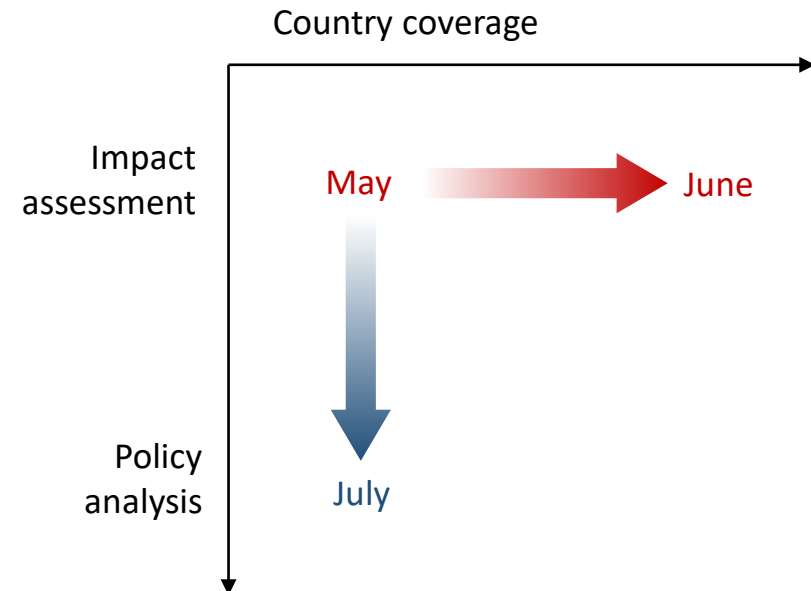 Country coverage
Impact
assessment
May
June
Policy
analysis
July